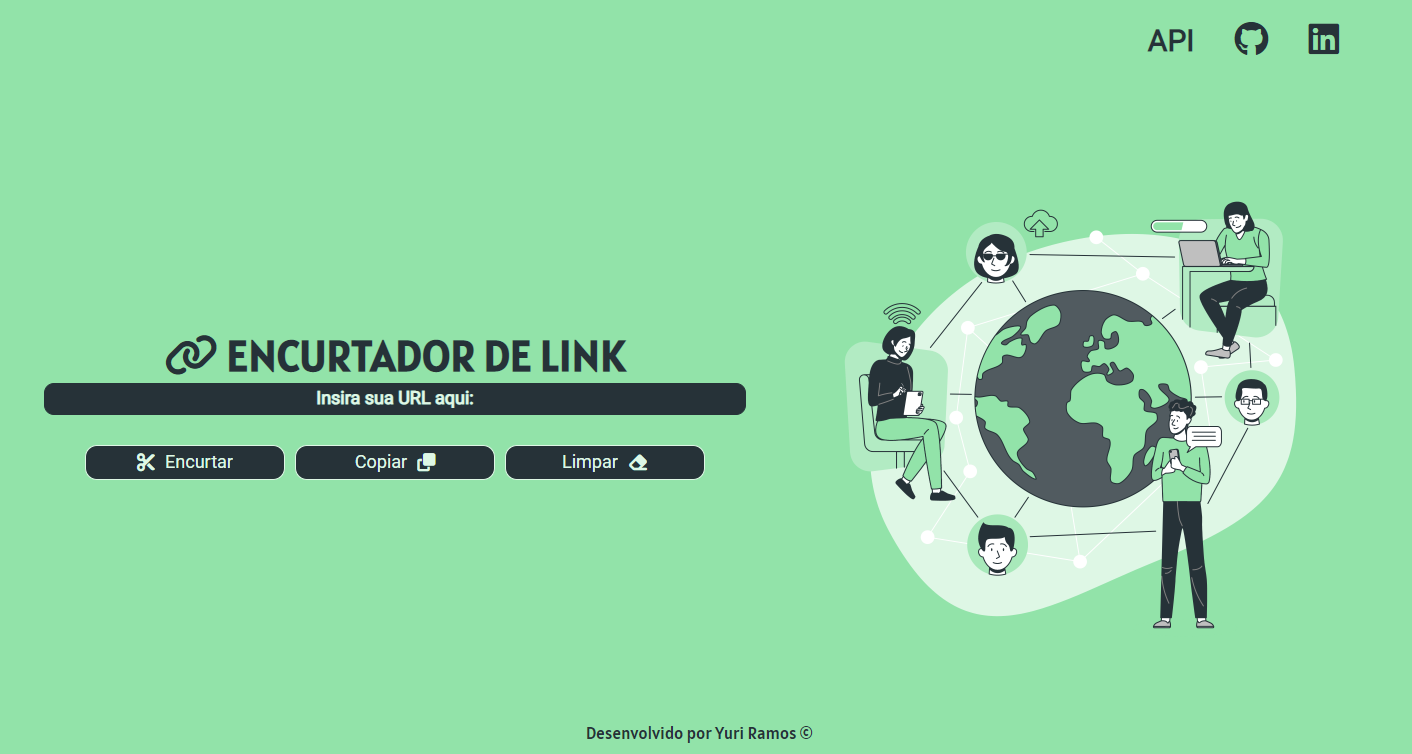 API
ENCURTADOR DE LINK
Insira sua URL aqui:
Encurtar
Copiar
Limpar
Desenvolvido por Yuri Ramos ©